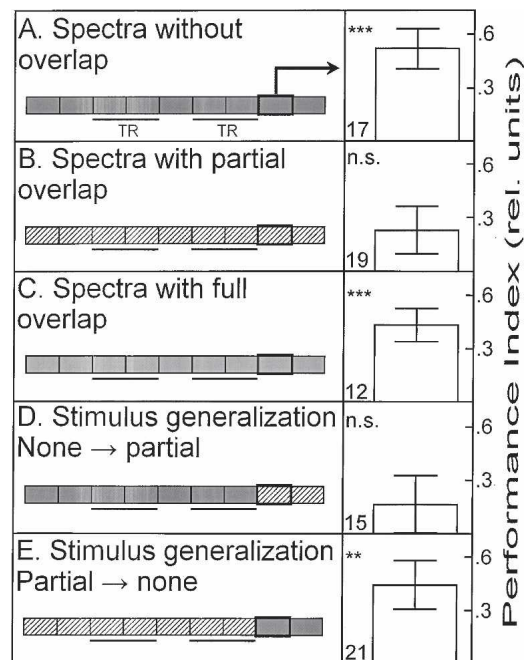 A. Spectra without
overlap
TR TR
***
17
.6
.3
B. Spectra with partial
overlap
n.s.
19
.6
.3
C. Spectra with full
overlap
***
12
.6
.3
D. Stimulus generalization
None → partial
n.s.
15
.3
E. Stimulus generalization
Partial → none
**
21
.6
.3
Performance Index (rel. units)